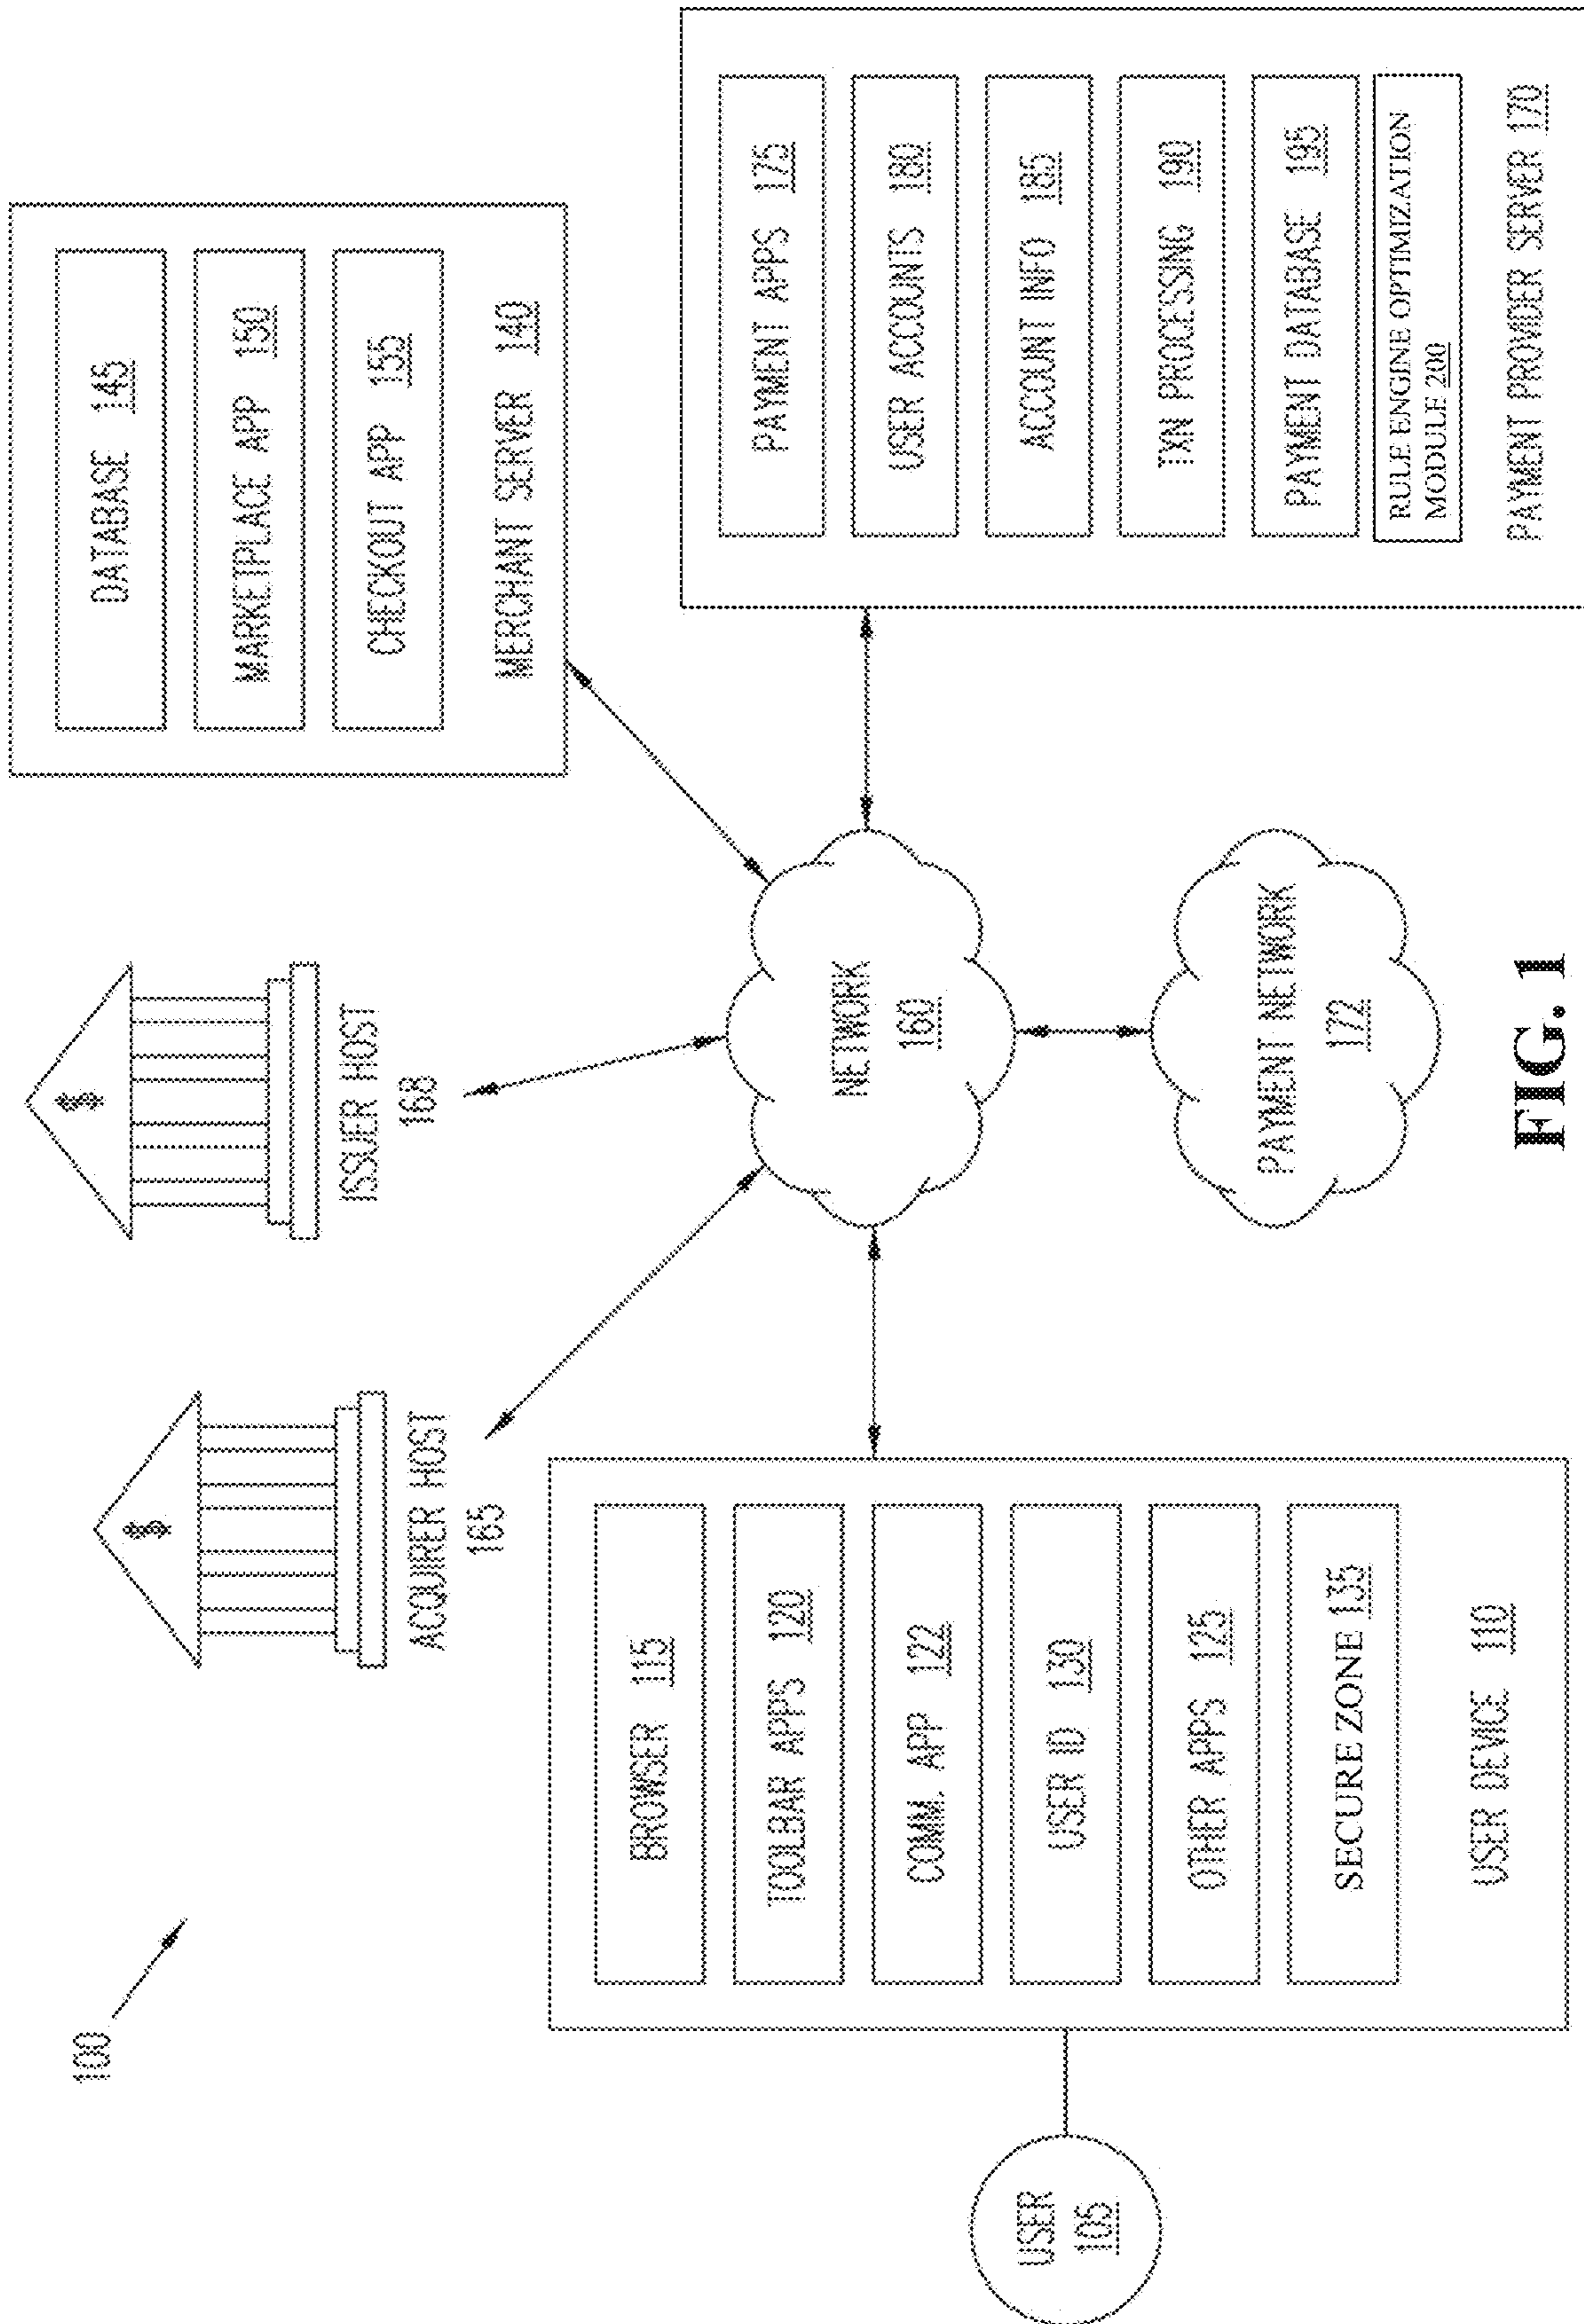 100
$
ACQUIRER HOST
165
$
ISSUER HOST
168
DATABASE 145
MARKETPLACE APP 150
CHECKOUT APP 155
MERCHANT SERVER 140
USER
105
BROWSER 115
TOOLBAR APPS 120
COMM. APP 122
USER ID 130
OTHER APPS 125
SECURE ZONE 135
USER DEVICE 110
NETWORK
160
PAYMENT NETWORK
172
PAYMENT APPS 175
USER ACCOUNTS 180
ACCOUNT INFO 185
TXN PROCESSING 190
PAYMENT DATABASE 195
RULE ENGINE OPTIMIZATION
MODULE 200
PAYMENT PROVIDER SERVER 170
FIG. 1